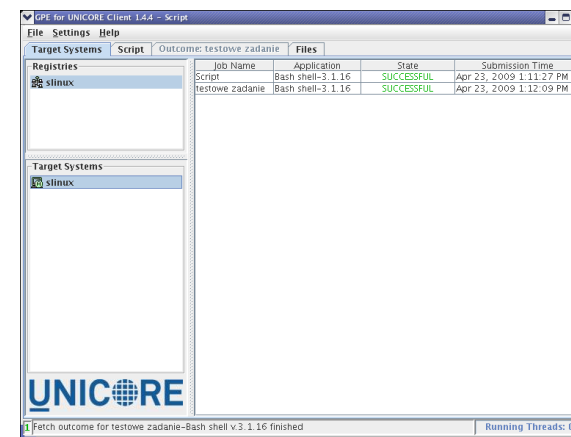 GPE for UNICORE Client 1.4.4 - Script
File Settings Help
Target Systems Script Outcome: testowe zadanie Files
Registries
slinux
Job Name Application State Submission Time
Script Bash shell-3.1.16 SUCCESSFUL Apr 23, 2009 1:11:27 PM
testowe zadanie Bash shell-3.1.16 SUCCESSFUL Apr 23, 2009 1:12:09 PM
Target Systems
slinux
UNICORE
1 Fetch outcome for testowe zadanie-Bash shell v.3.1.16 finished Running Threads: